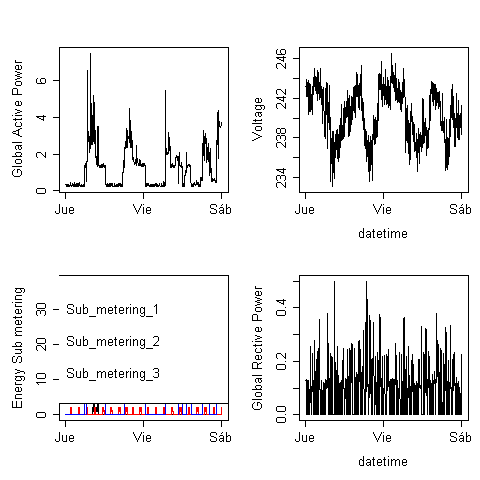 Global Active Power
0 2 4 6
Jue Vie Sáb
Voltage
234 238 242 246
Jue Vie Sáb
datetime
Energy Sub metering
0 10 20 30
Sub_metering_1
Sub_metering_2
Sub_metering_3
Jue Vie Sáb
Global Rective Power
0.0 0.2 0.4
Jue Vie Sáb
datetime